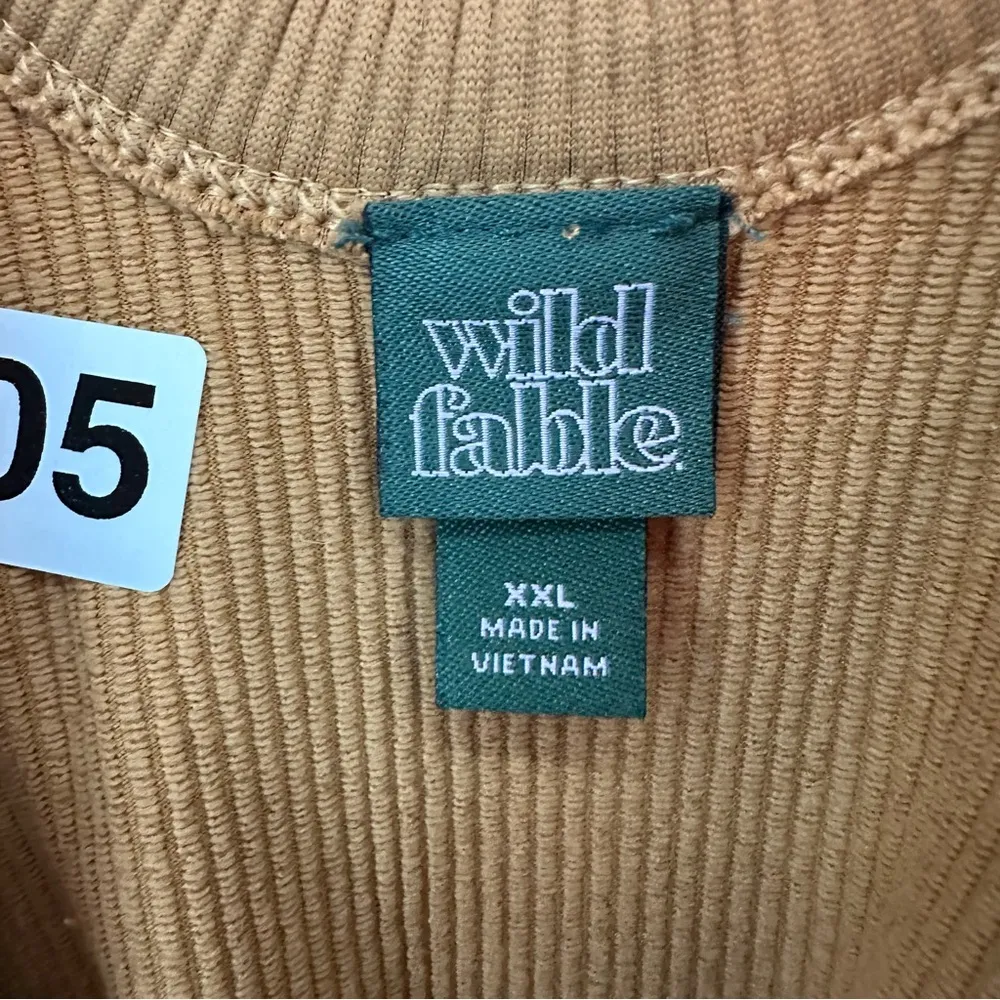 wild
fable.
05
XXL
MADE IN
VIETNAM